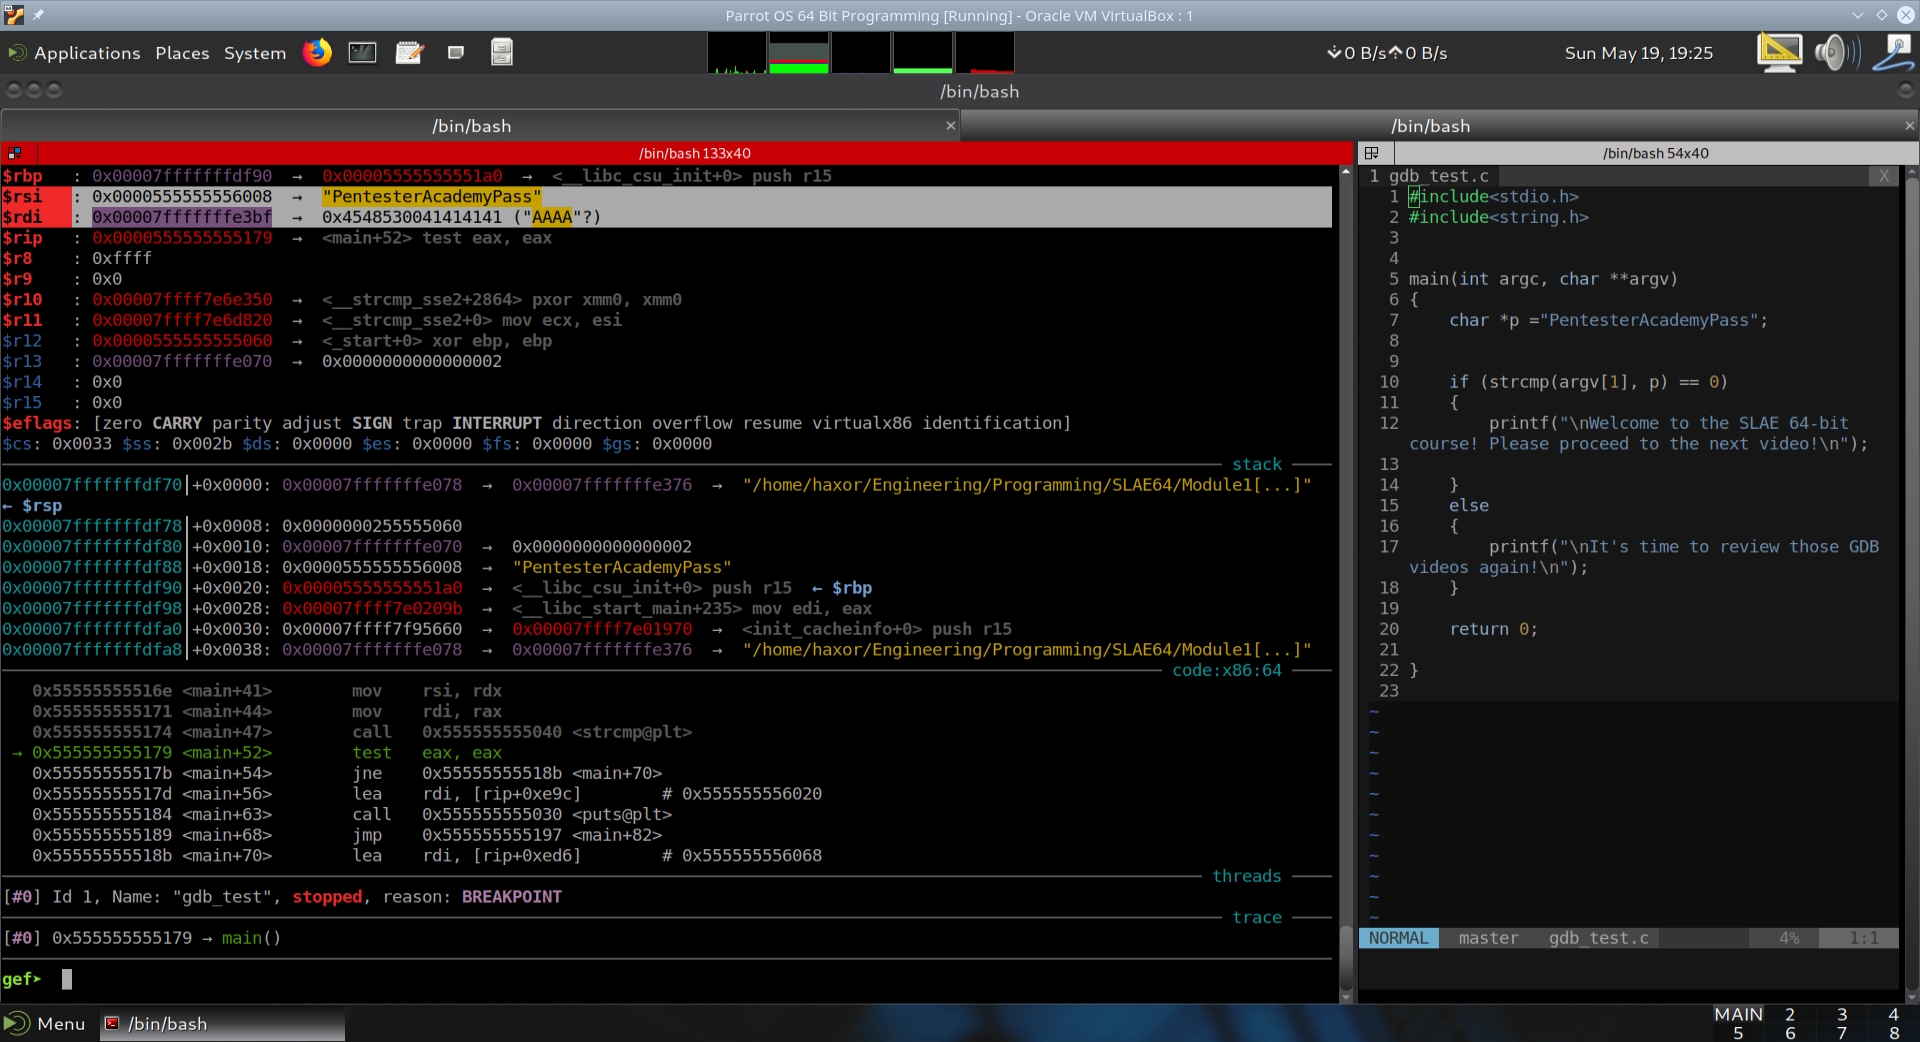 Parrot OS 64 Bit Programming [Running] - Oracle VM VirtualBox : 1
Applications Places System 0 B/s 0 B/s Sun May 19, 19:25
/bin/bash
/bin/bash × /bin/bash ×
/bin/bash 133x40
$rbp   : 0x00007fffffffdf90  →  0x00005555555551a0  →  <__libc_csu_init+0> push r15
$rsi   : 0x0000555555556008  →  "PentesterAcademyPass"
$rdi   : 0x00007fffffffe3bf  →  0x4548530041414141 ("AAAA"?)
$rip   : 0x0000555555555179  →  <main+52> test eax, eax
$r8    : 0xffff
$r9    : 0x0
$r10   : 0x00007ffff7e6e350  →  <__strcmp_sse2+2864> pxor xmm0, xmm0
$r11   : 0x00007ffff7e6d820  →  <__strcmp_sse2+0> mov ecx, esi
$r12   : 0x0000555555555060  →  <_start+0> xor ebp, ebp
$r13   : 0x00007fffffffe070  →  0x0000000000000002
$r14   : 0x0
$r15   : 0x0
$eflags: [zero CARRY parity adjust SIGN trap INTERRUPT direction overflow resume virtualx86 identification]
$cs: 0x0033 $ss: 0x002b $ds: 0x0000 $es: 0x0000 $fs: 0x0000 $gs: 0x0000
stack
0x00007fffffffdf70│+0x0000: 0x00007fffffffe078  →  0x00007fffffffe376  →  "/home/haxor/Engineering/Programming/SLAE64/Module1[...]"
← $rsp
0x00007fffffffdf78│+0x0008: 0x0000000255555060
0x00007fffffffdf80│+0x0010: 0x00007fffffffe070  →  0x0000000000000002
0x00007fffffffdf88│+0x0018: 0x0000555555556008  →  "PentesterAcademyPass"
0x00007fffffffdf90│+0x0020: 0x00005555555551a0  →  <__libc_csu_init+0> push r15  ← $rbp
0x00007fffffffdf98│+0x0028: 0x00007ffff7e0209b  →  <__libc_start_main+235> mov edi, eax
0x00007fffffffdfa0│+0x0030: 0x00007ffff7f95660  →  0x00007ffff7e01970  →  <init_cacheinfo+0> push r15
0x00007fffffffdfa8│+0x0038: 0x00007fffffffe078  →  0x00007fffffffe376  →  "/home/haxor/Engineering/Programming/SLAE64/Module1[...]"
code:x86:64
0x55555555516e <main+41>        mov    rsi, rdx
0x555555555171 <main+44>        mov    rdi, rax
0x555555555174 <main+47>        call   0x555555555040 <strcmp@plt>
→ 0x555555555179 <main+52>        test   eax, eax
0x55555555517b <main+54>        jne    0x55555555518b <main+70>
0x55555555517d <main+56>        lea    rdi, [rip+0xe9c]        # 0x555555556020
0x555555555184 <main+63>        call   0x555555555030 <puts@plt>
0x555555555189 <main+68>        jmp    0x555555555197 <main+82>
0x55555555518b <main+70>        lea    rdi, [rip+0xed6]        # 0x555555556068
threads
[#0] Id 1, Name: "gdb_test", stopped, reason: BREAKPOINT
trace
[#0] 0x555555555179 → main()
gef➤
/bin/bash 54x40
1 gdb_test.c X
1 #include<stdio.h>
2 #include<string.h>
3
4
5 main(int argc, char **argv)
6 {
7     char *p ="PentesterAcademyPass";
8
9
10     if (strcmp(argv[1], p) == 0)
11     {
12         printf("\nWelcome to the SLAE 64-bit
course! Please proceed to the next video!\n");
13
14     }
15     else
16     {
17         printf("\nIt's time to review those GDB
videos again!\n");
18     }
19
20     return 0;
21
22 }
23
~
~
~
~
~
~
~
~
~
~
~
NORMAL master gdb_test.c 4% 1:1
Menu /bin/bash MAIN 2 3 4
5 6 7 8